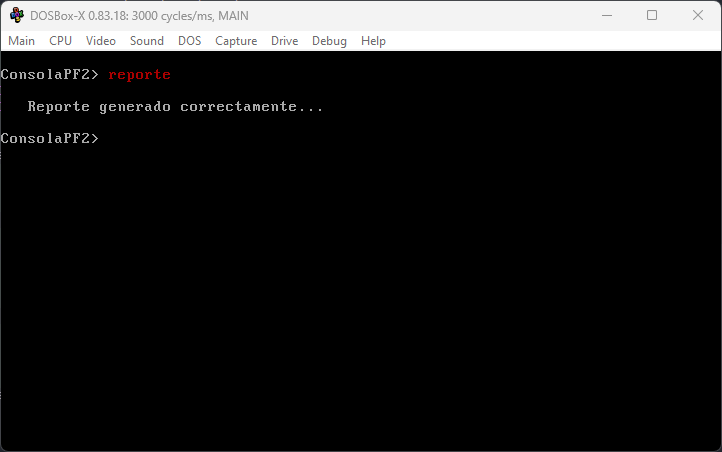 DOSBox-X 0.83.18: 3000 cycles/ms, MAIN
Main CPU Video Sound DOS Capture Drive Debug Help
ConsolaPF2> reporte
Reporte generado correctamente...
ConsolaPF2>